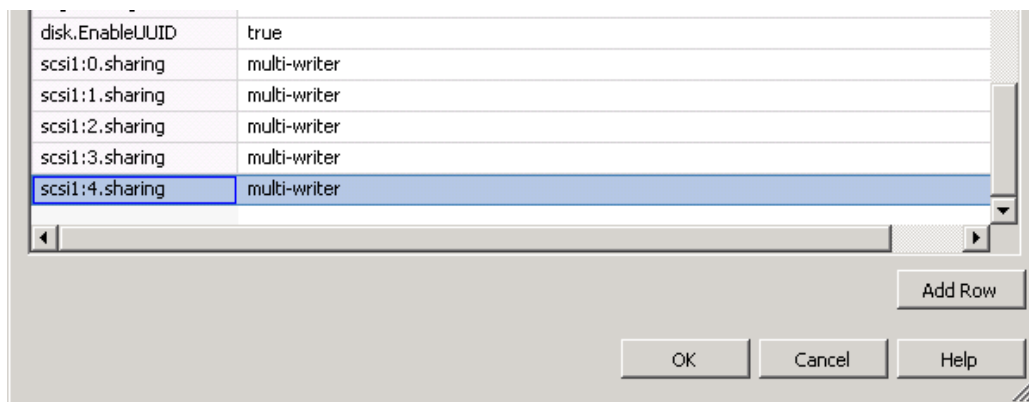 disk.EnableUUID true
scsi1:0.sharing multi-writer
scsi1:1.sharing multi-writer
scsi1:2.sharing multi-writer
scsi1:3.sharing multi-writer
scsi1:4.sharing multi-writer
Add Row
OK Cancel Help